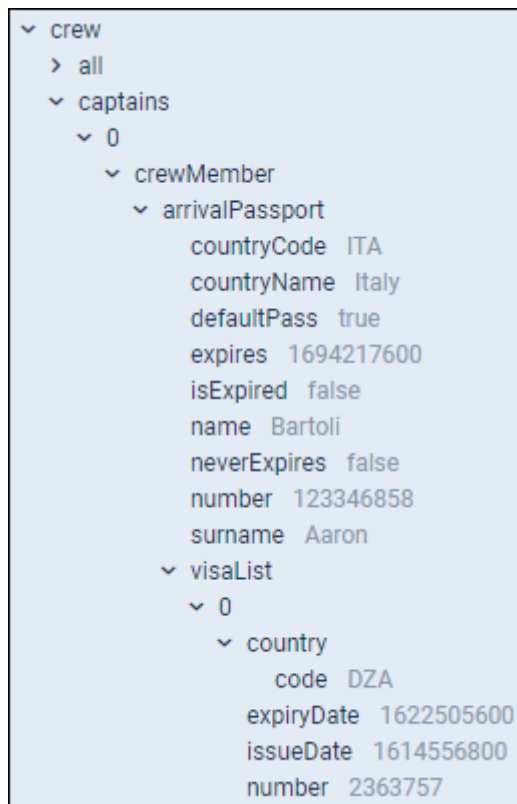 crew
all
captains
0
crewMember
arrivalPassport
countryCode ITA
countryName Italy
defaultPass true
expires 1694217600
isExpired false
name Bartoli
neverExpires false
number 123346858
surname Aaron
visaList
0
country
code DZA
expiryDate 1622505600
issueDate 1614556800
number 2363757